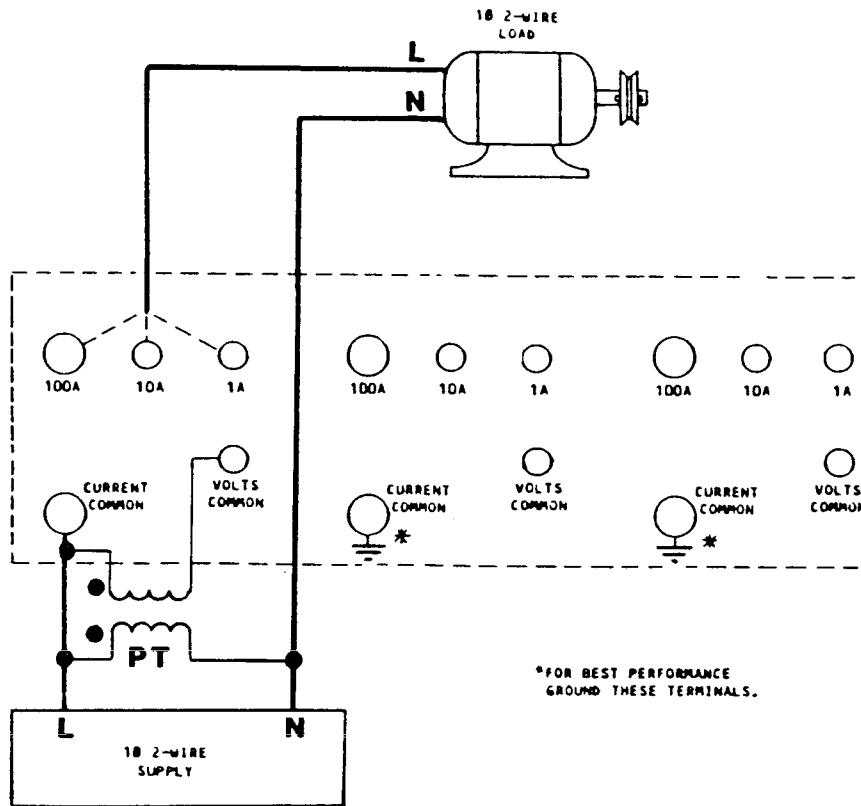 1Ø 2-WIRE
LOAD
L
N
100A 10A 1A 100A 10A 1A 100A 10A 1A
CURRENT
COMMON
VOLTS
COMMON
CURRENT
COMMON
*
VOLTS
COMMON
CURRENT
COMMON
*
VOLTS
COMMON
PT
*FOR BEST PERFORMANCE
GROUND THESE TERMINALS.
L N
1Ø 2-WIRE
SUPPLY